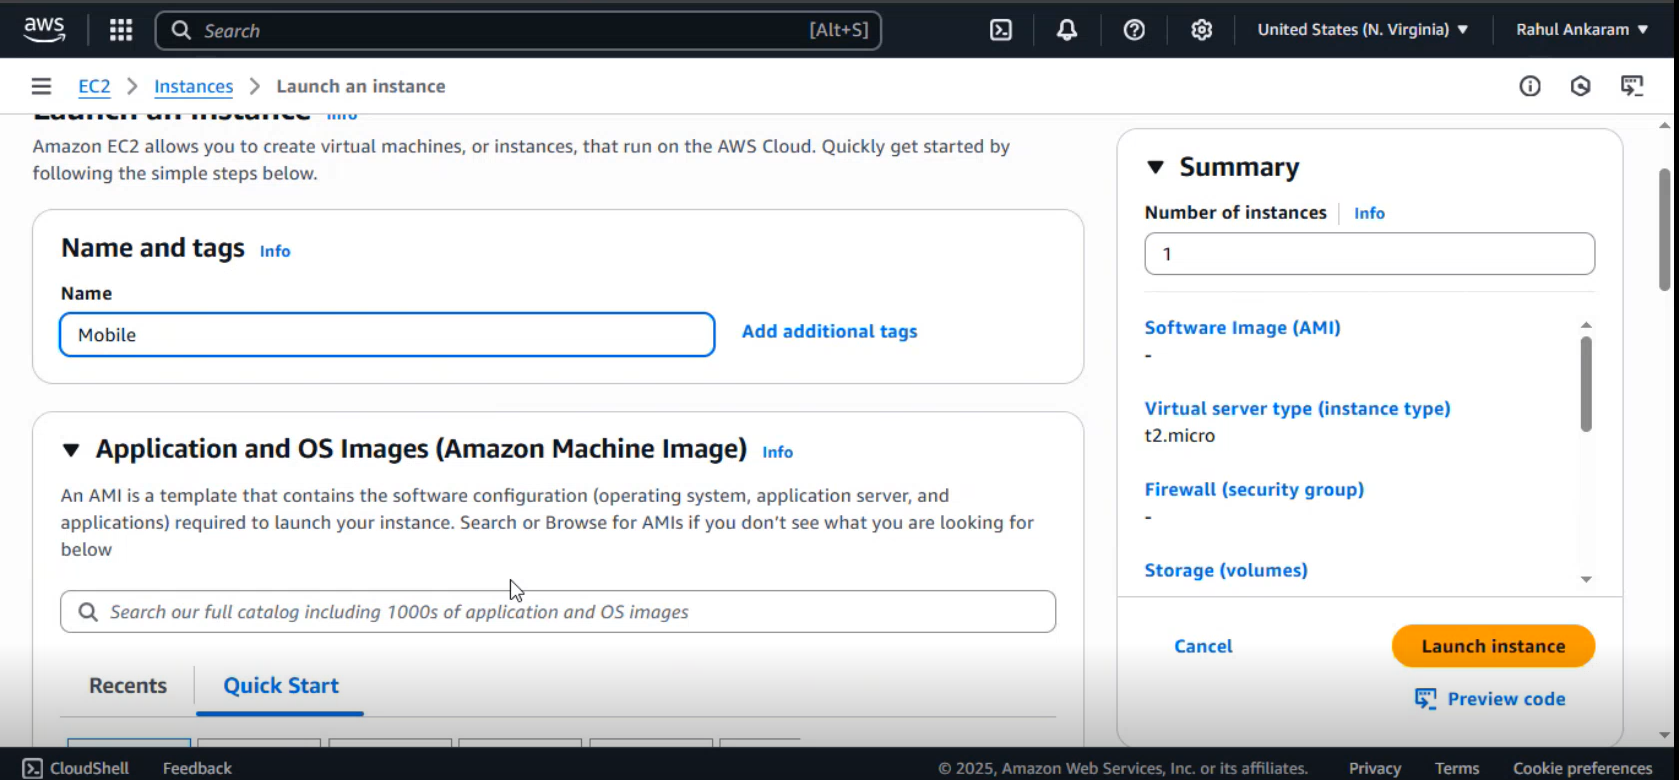 aws
Search
[Alt+S]
United States (N. Virginia)
Rahul Ankaram
EC2
Instances
Launch an instance
Launch an instance Info
Amazon EC2 allows you to create virtual machines, or instances, that run on the AWS Cloud. Quickly get started by
following the simple steps below.
Name and tags Info
Name
Mobile
Add additional tags
Application and OS Images (Amazon Machine Image) Info
An AMI is a template that contains the software configuration (operating system, application server, and
applications) required to launch your instance. Search or Browse for AMIs if you don’t see what you are looking for
below
Search our full catalog including 1000s of application and OS images
Recents
Quick Start
Summary
Number of instances Info
1
Software Image (AMI)
-
Virtual server type (instance type)
t2.micro
Firewall (security group)
-
Storage (volumes)
Cancel
Launch instance
Preview code
CloudShell
Feedback
© 2025, Amazon Web Services, Inc. or its affiliates.
Privacy
Terms
Cookie preferences